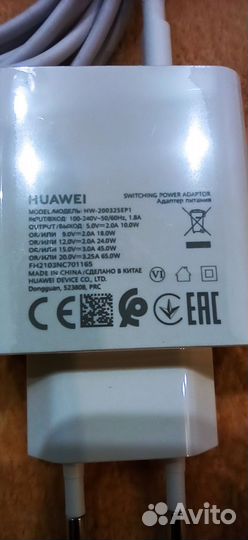 HUAWEI
SWITCHING POWER ADAPTOR
Адаптер питания
MODEL/МОДЕЛЬ: HW-200325EP1
INPUT/ВХОД: 100-240V~50/60Hz, 1.8A
OUTPUT/ВЫХОД: 5.0V⎓2.0A 10.0W
OR/ИЛИ 9.0V⎓2.0A 18.0W
OR/ИЛИ 12.0V⎓2.0A 24.0W
OR/ИЛИ 15.0V⎓3.0A 45.0W
OR/ИЛИ 20.0V⎓3.25A 65.0W
FH2103NC701165
MADE IN CHINA/СДЕЛАНО В КИТАЕ
HUAWEI DEVICE CO., LTD.
Dongguan, 523808, PRC
VI
CE
EAC
Avito